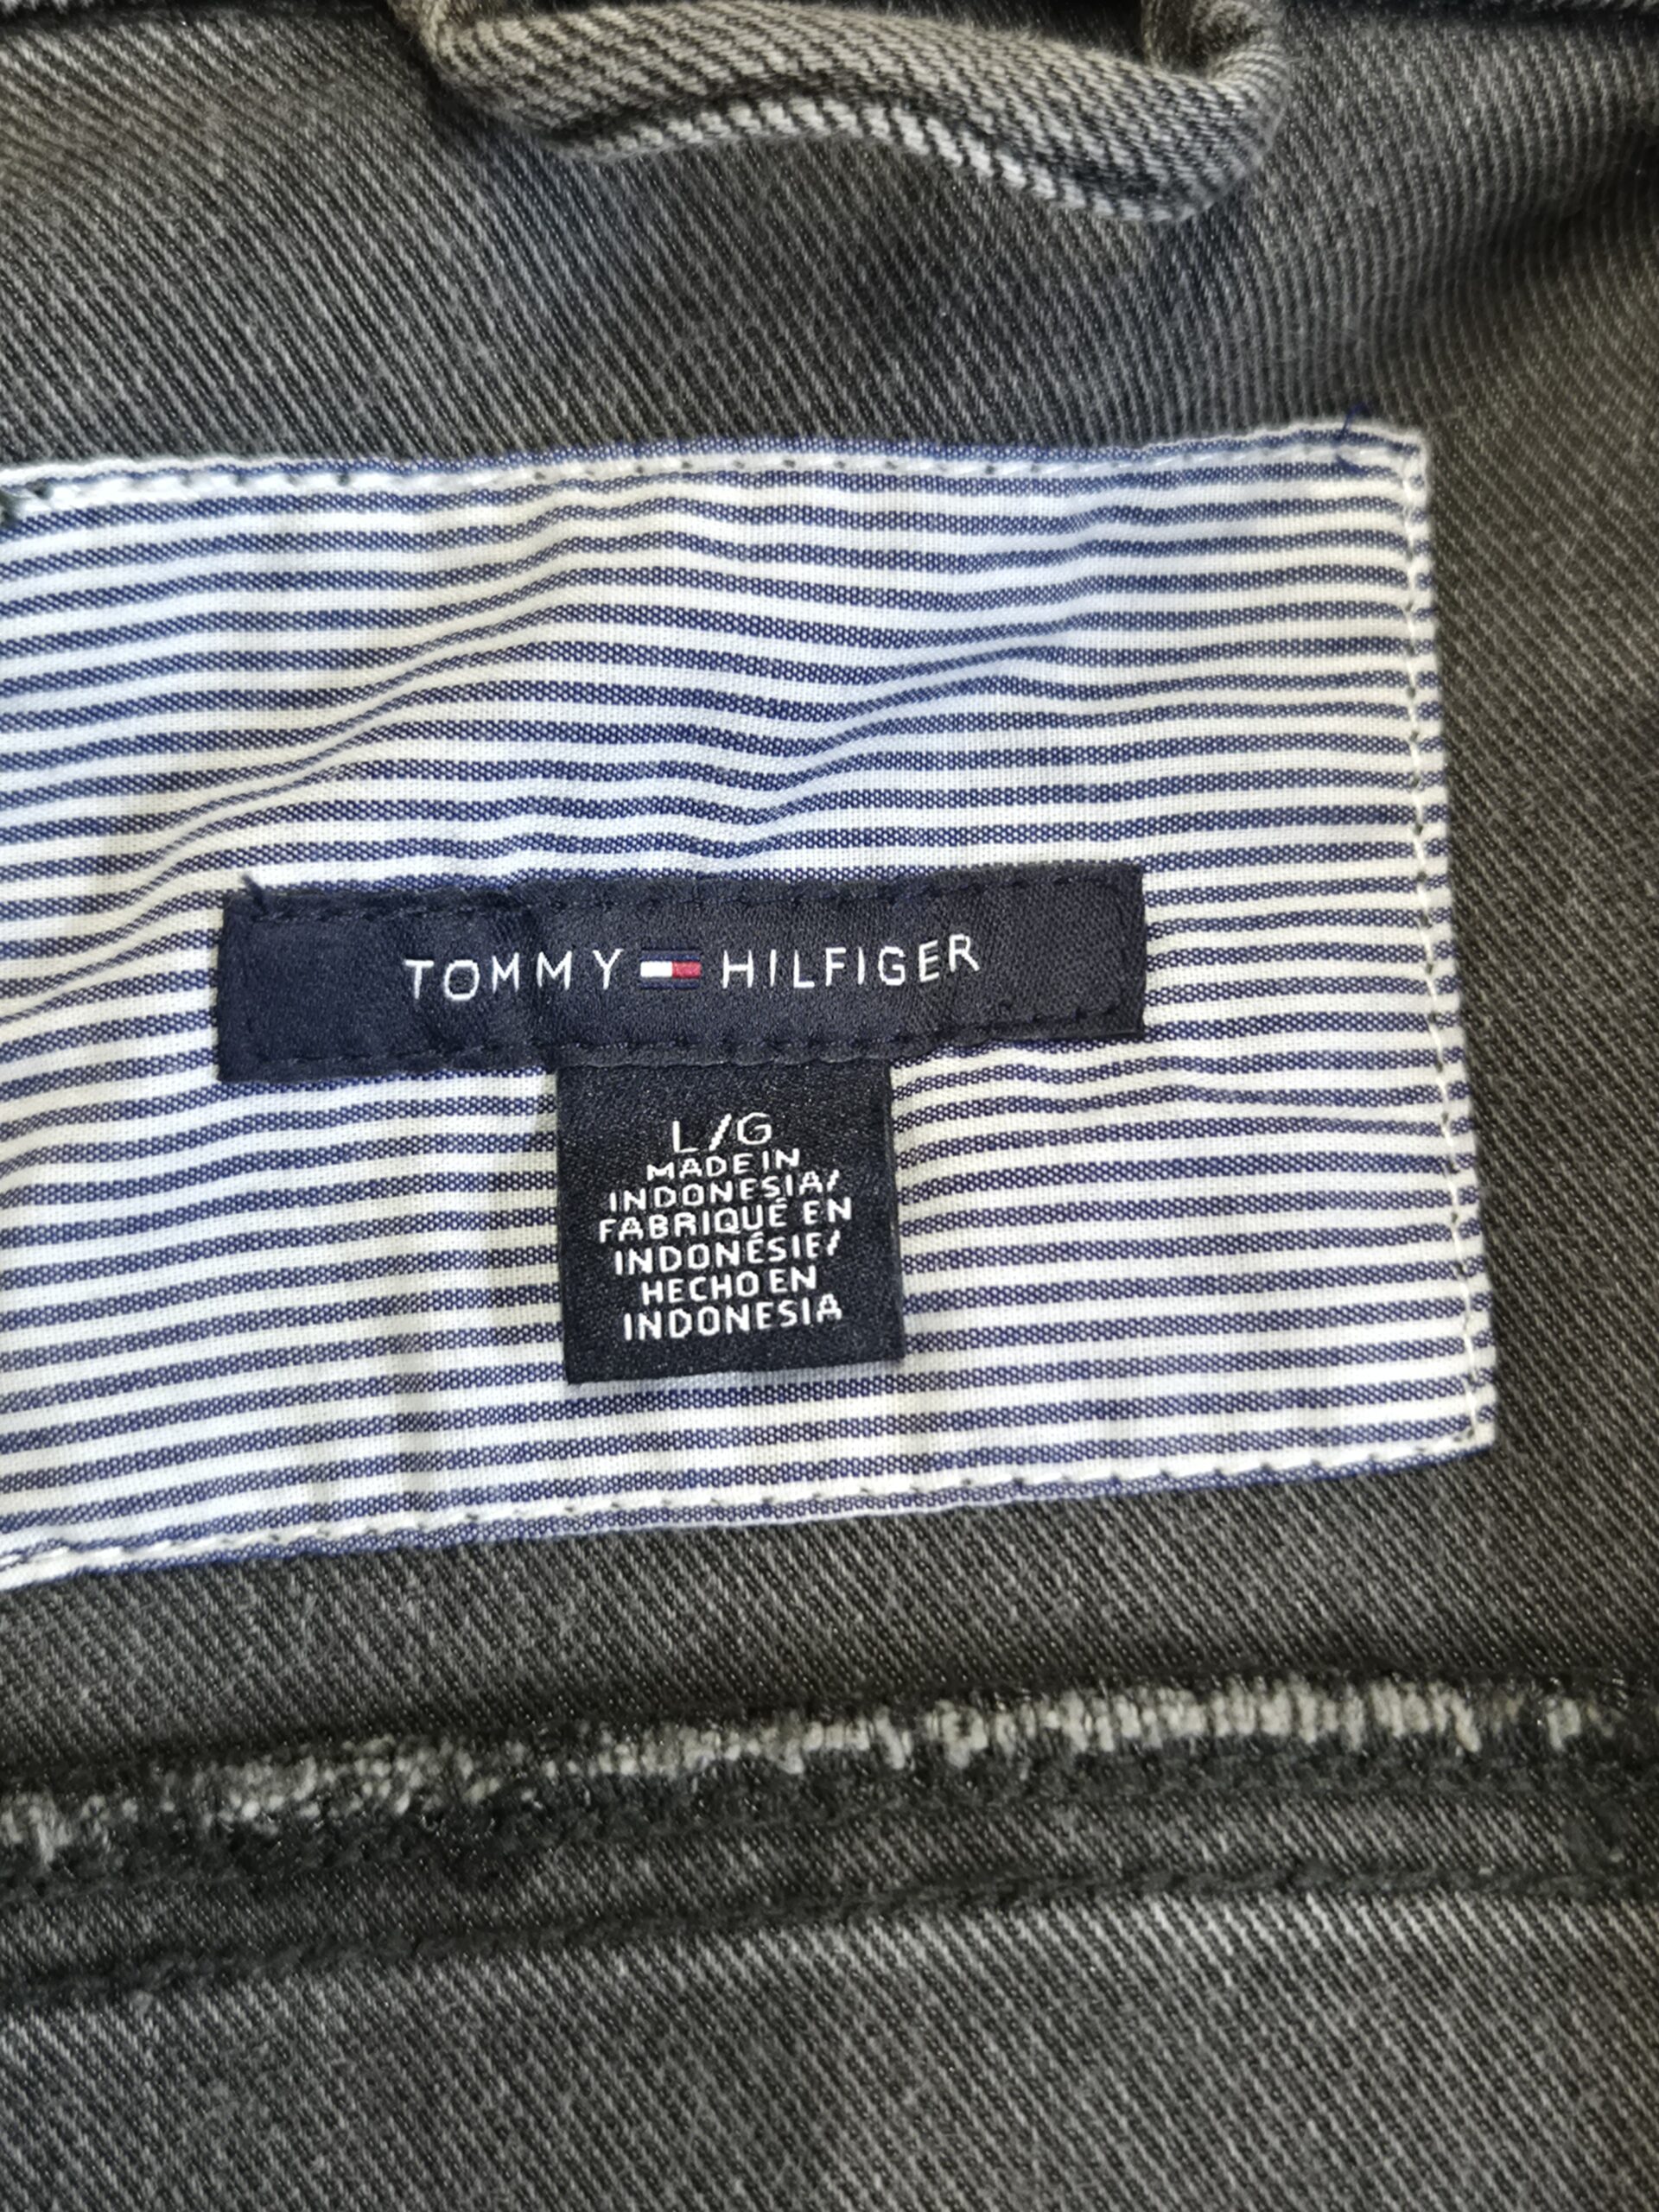 TOMMY HILFIGER
L/G
MADE IN
INDONESIA/
FABRIQUÉ EN
INDONÉSIE/
HECHO EN
INDONESIA